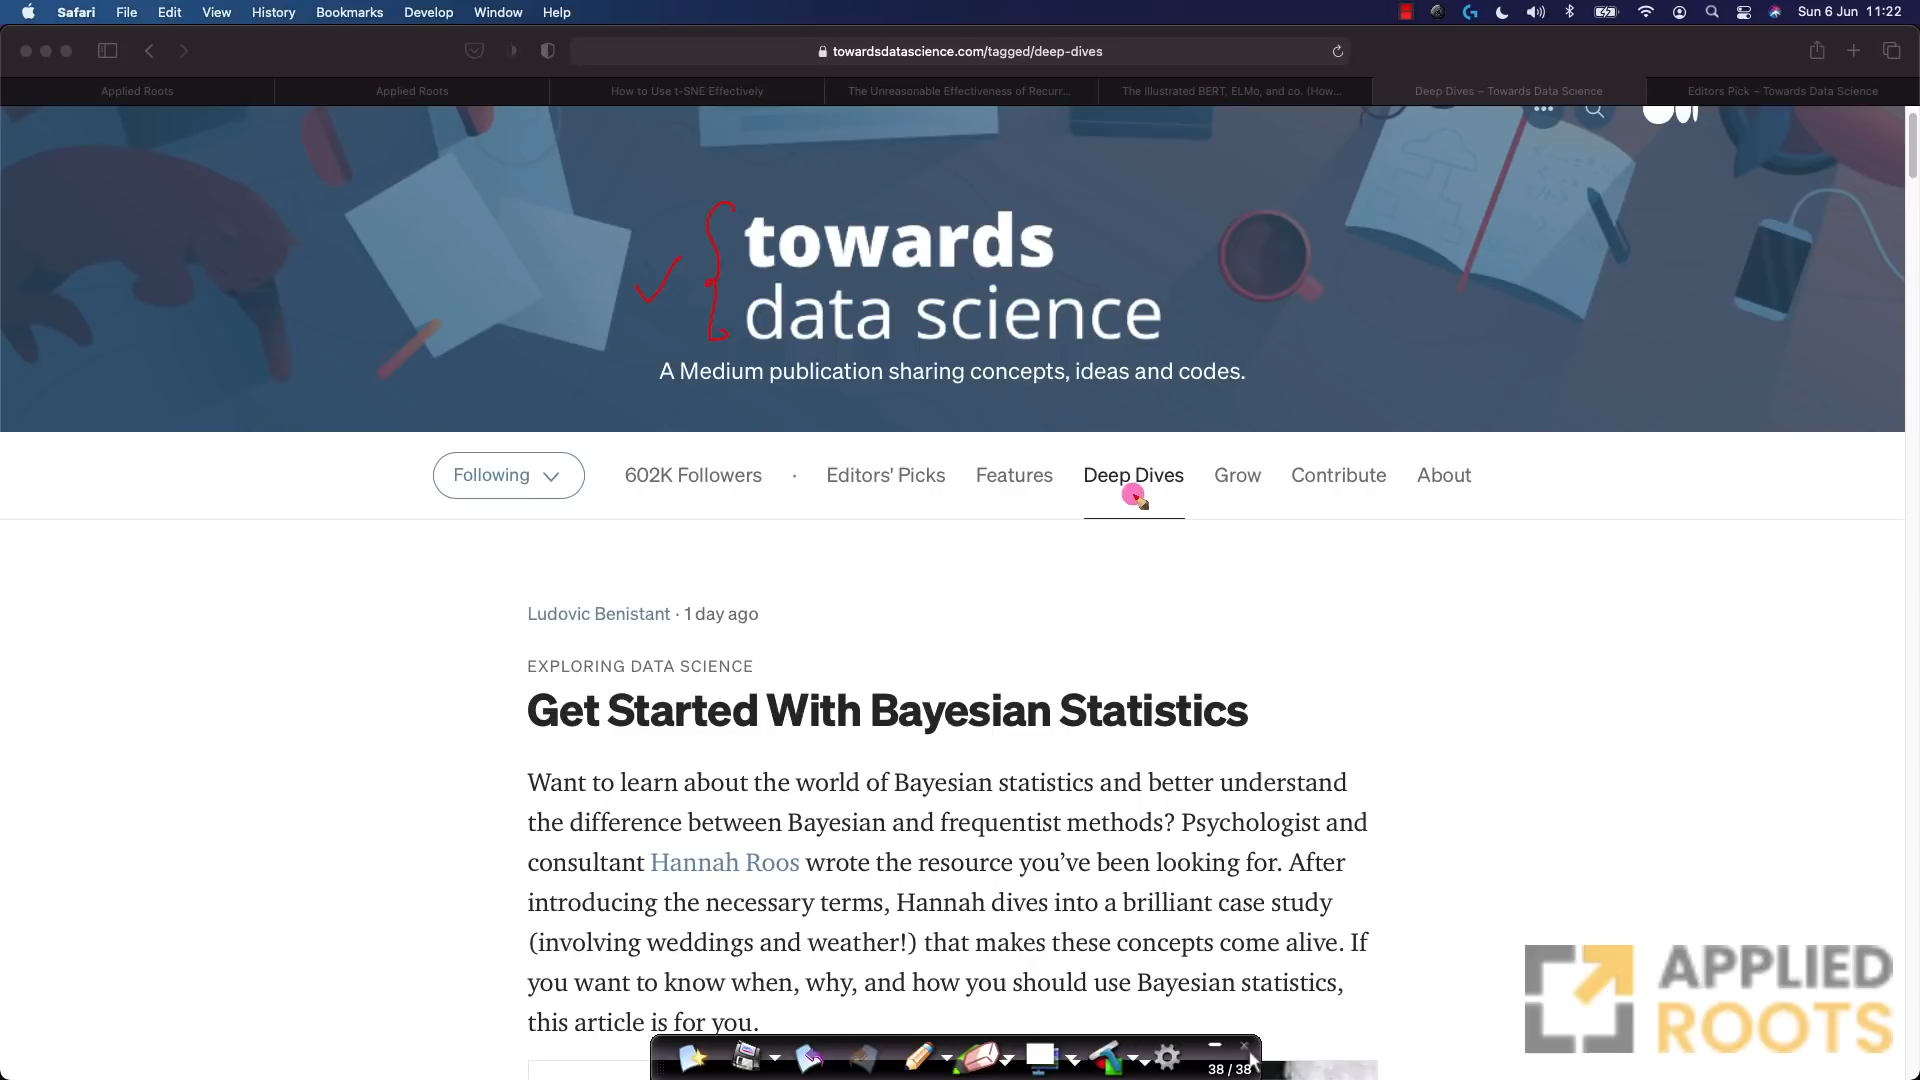 Safari File Edit View History Bookmarks Develop Window Help Sun 6 Jun 11:22
towardsdatascience.com/tagged/deep-dives
Applied Roots Applied Roots How to Use t-SNE Effectively The Unreasonable Effectiveness of Recurr... The Illustrated BERT, ELMo, and co. (How... Deep Dives – Towards Data Science Editors Pick – Towards Data Science
towards
data science
A Medium publication sharing concepts, ideas and codes.
Following 602K Followers · Editors' Picks Features Deep Dives Grow Contribute About
Ludovic Benistant · 1 day ago
EXPLORING DATA SCIENCE
Get Started With Bayesian Statistics
Want to learn about the world of Bayesian statistics and better understand
the difference between Bayesian and frequentist methods? Psychologist and
consultant Hannah Roos wrote the resource you’ve been looking for. After
introducing the necessary terms, Hannah dives into a brilliant case study
(involving weddings and weather!) that makes these concepts come alive. If
you want to know when, why, and how you should use Bayesian statistics,
this article is for you.
APPLIED
ROOTS
38 / 38